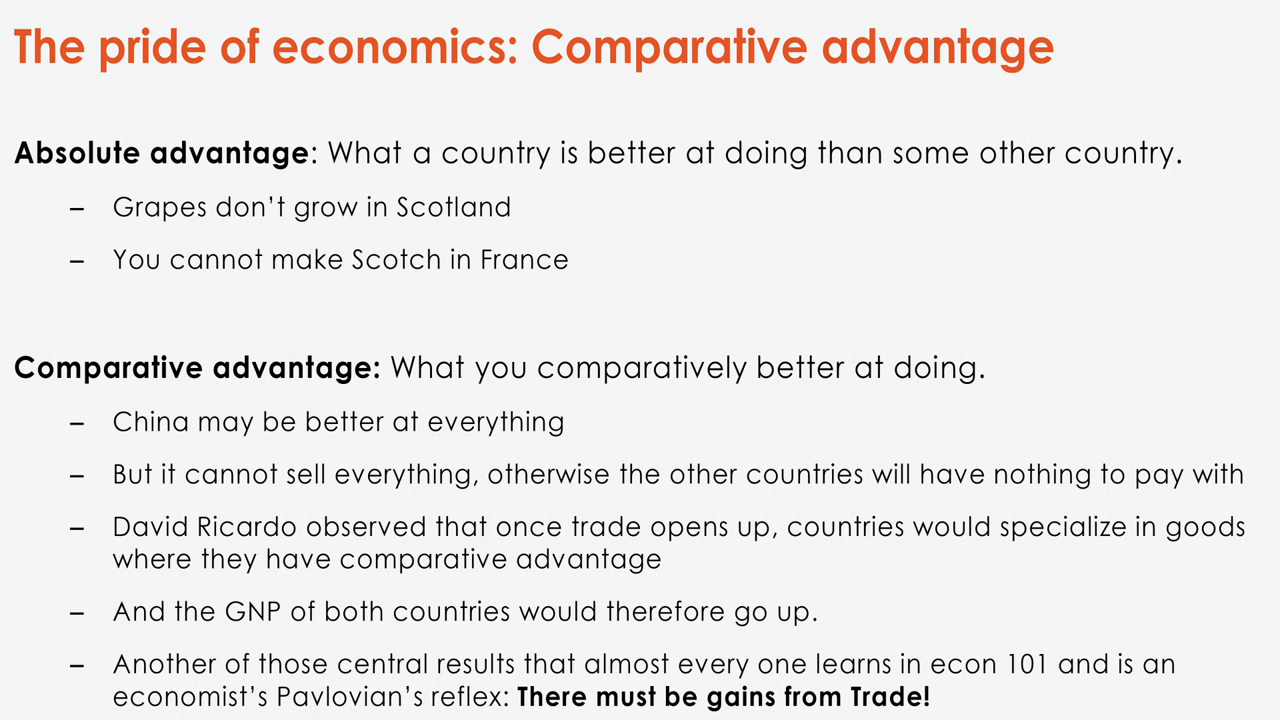 The pride of economics: Comparative advantage
Absolute advantage: What a country is better at doing than some other country.
– Grapes don’t grow in Scotland
– You cannot make Scotch in France
Comparative advantage: What you comparatively better at doing.
– China may be better at everything
– But it cannot sell everything, otherwise the other countries will have nothing to pay with
– David Ricardo observed that once trade opens up, countries would specialize in goods
where they have comparative advantage
– And the GNP of both countries would therefore go up.
– Another of those central results that almost every one learns in econ 101 and is an
economist’s Pavlovian’s reflex: There must be gains from Trade!